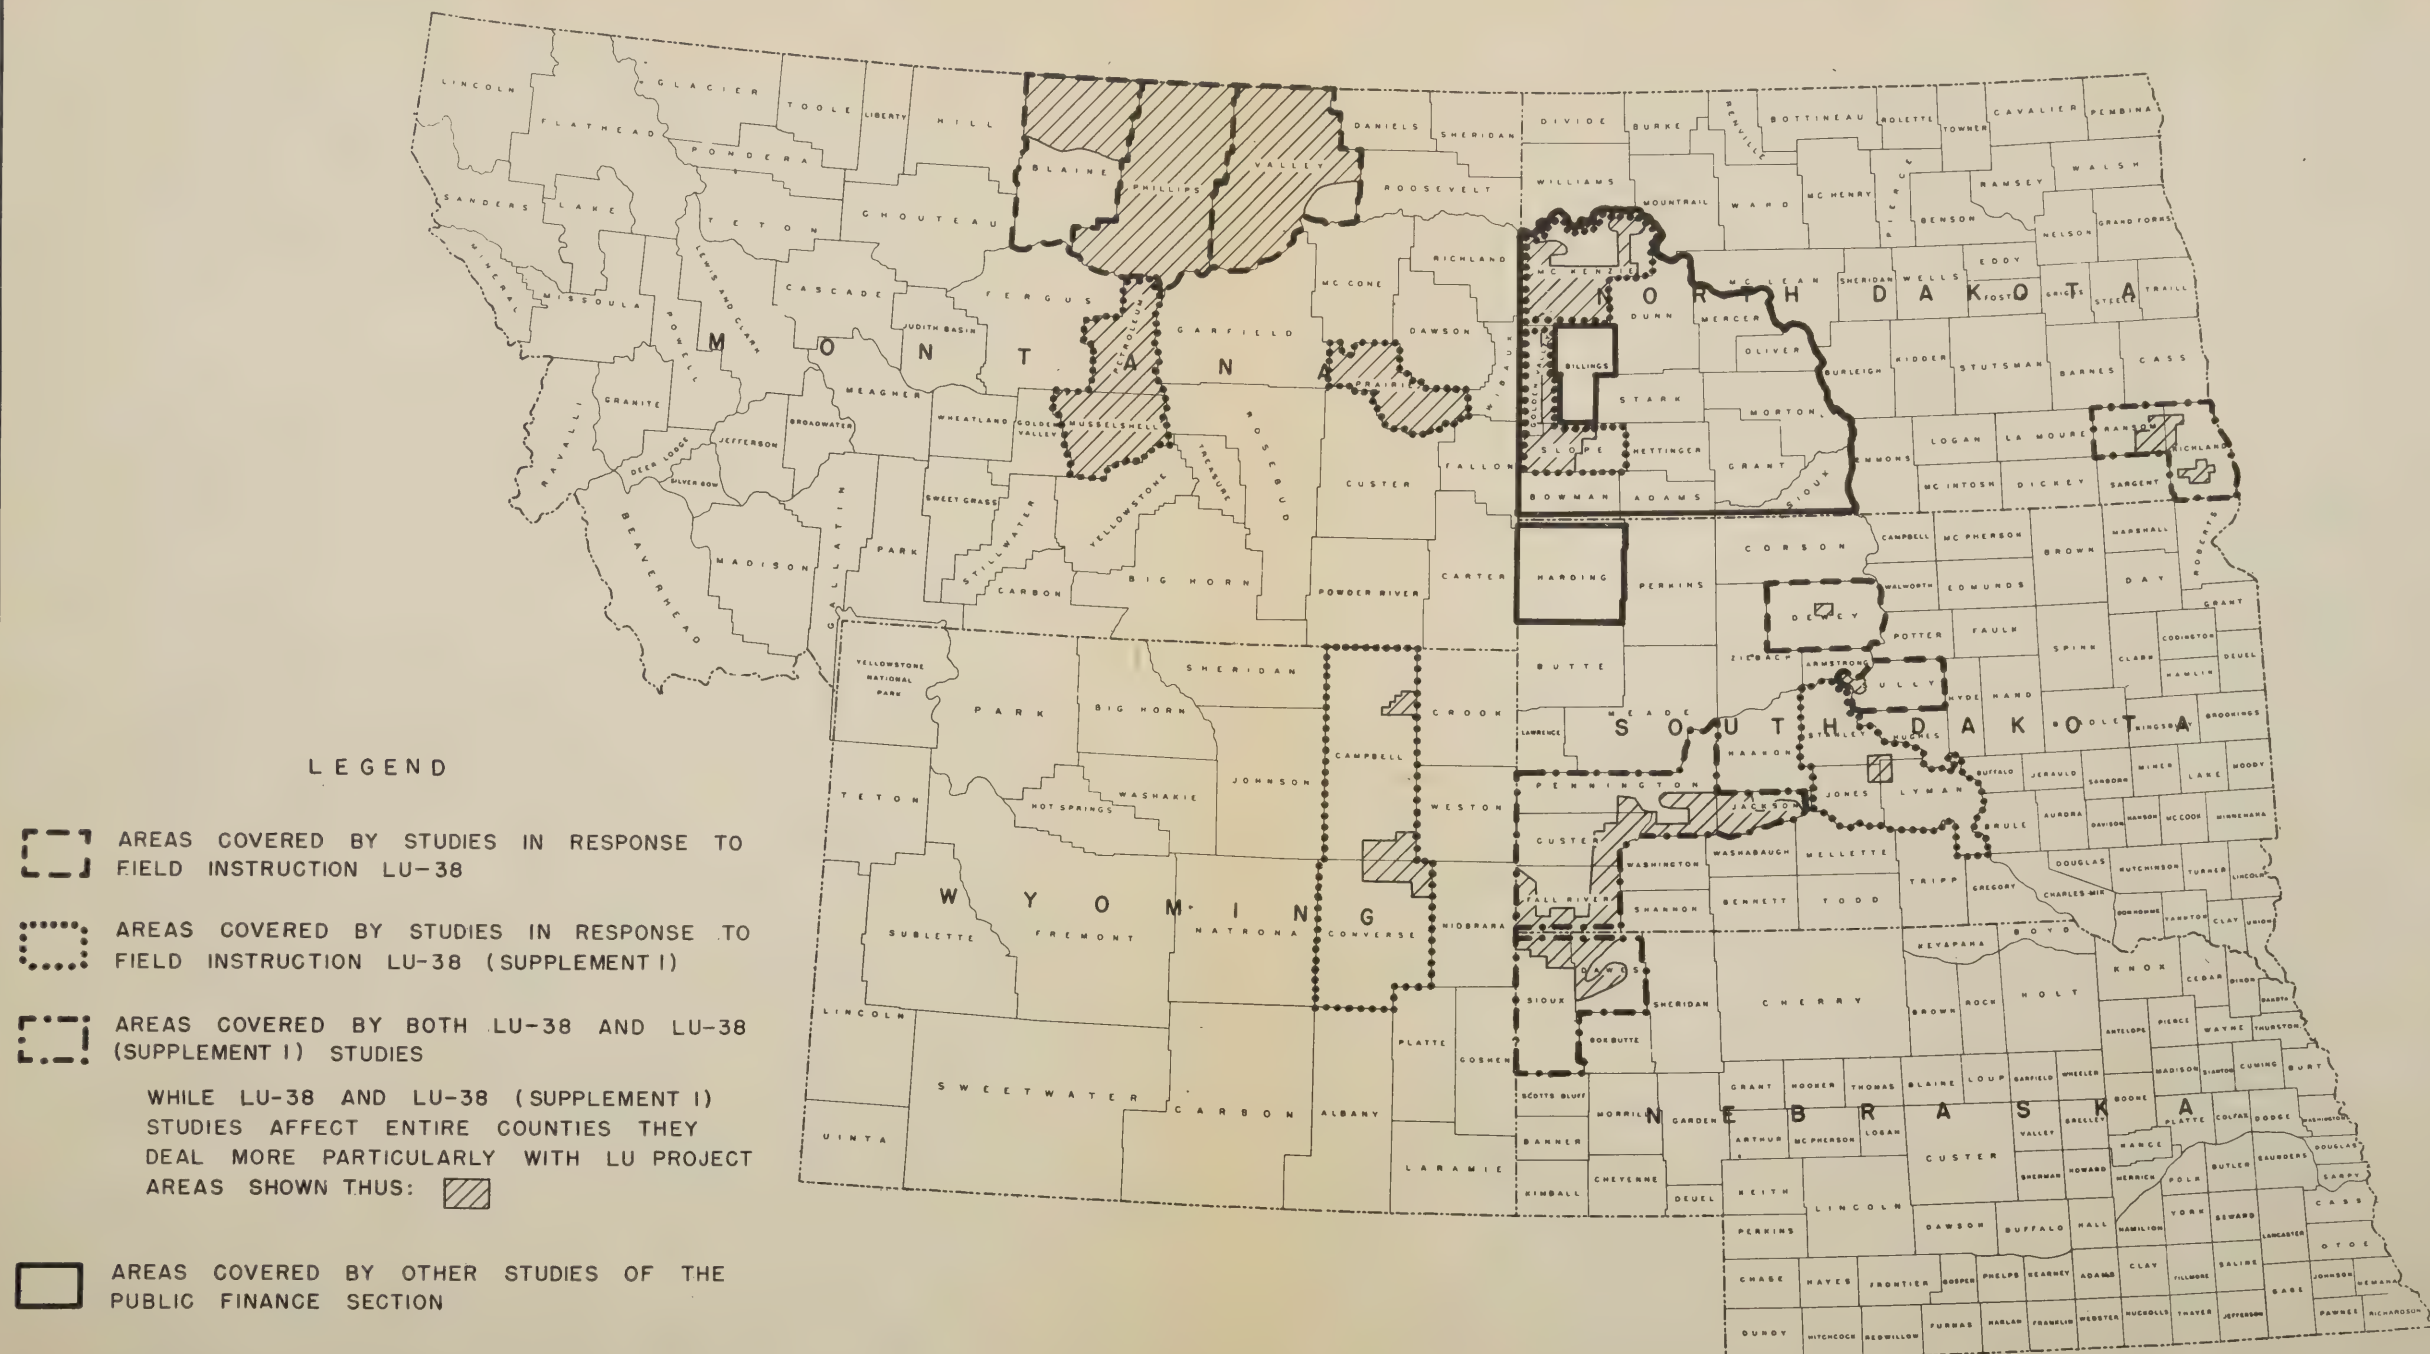 LEGEND
AREAS COVERED BY STUDIES IN RESPONSE TO
FIELD INSTRUCTION LU-38
AREAS COVERED BY STUDIES IN RESPONSE TO
FIELD INSTRUCTION LU-38 (SUPPLEMENT I)
AREAS COVERED BY BOTH LU-38 AND LU-38
(SUPPLEMENT I) STUDIES
WHILE LU-38 AND LU-38 (SUPPLEMENT I)
STUDIES AFFECT ENTIRE COUNTIES THEY
DEAL MORE PARTICULARLY WITH LU PROJECT
AREAS SHOWN THUS:
AREAS COVERED BY OTHER STUDIES OF THE
PUBLIC FINANCE SECTION
MONTANA
LINCOLN
FLATHEAD
GLACIER
TOOLE
LIBERTY
HILL
BLAINE
PHILLIPS
VALLEY
DANIELS
SHERIDAN
ROOSEVELT
PONDERA
SANDERS
LAKE
TETON
CHOUTEAU
MINERAL
MISSOULA
POWELL
LEWIS AND CLARK
CASCADE
JUDITH BASIN
FERGUS
PETROLEUM
GARFIELD
MC CONE
RICHLAND
DAWSON
PRAIRIE
WIBAUX
RAVALLI
GRANITE
DEER LODGE
SILVER BOW
JEFFERSON
BROADWATER
MEAGHER
WHEATLAND
GOLDEN
VALLEY
MUSSELSHELL
TREASURE
ROSEBUD
CUSTER
FALLON
BEAVERHEAD
MADISON
GALLATIN
PARK
SWEET GRASS
STILLWATER
YELLOWSTONE
CARBON
BIG HORN
POWDER RIVER
CARTER
WYOMING
YELLOWSTONE
NATIONAL
PARK
PARK
BIG HORN
SHERIDAN
CAMPBELL
CROOK
TETON
HOT SPRINGS
WASHAKIE
JOHNSON
WESTON
SUBLETTE
FREMONT
NATRONA
CONVERSE
NIOBRARA
LINCOLN
SWEETWATER
CARBON
ALBANY
PLATTE
GOSHEN
UINTA
LARAMIE
NORTH DAKOTA
DIVIDE
BURKE
RENVILLE
BOTTINEAU
ROLETTE
TOWNER
CAVALIER
PEMBINA
WILLIAMS
MOUNTRAIL
WARD
MC HENRY
PIERCE
BENSON
RAMSEY
WALSH
NELSON
GRAND FORKS
MC KENZIE
MC LEAN
SHERIDAN
WELLS
EDDY
FOSTER
GRIGGS
STEELE
TRAILL
DUNN
MERCER
OLIVER
BURLEIGH
KIDDER
STUTSMAN
BARNES
CASS
GOLDEN VALLEY
BILLINGS
STARK
MORTON
SLOPE
HETTINGER
GRANT
SIOUX
EMMONS
LOGAN
LA MOURE
RANSOM
RICHLAND
BOWMAN
ADAMS
MC INTOSH
DICKEY
SARGENT
SOUTH DAKOTA
HARDING
PERKINS
CORSON
CAMPBELL
MC PHERSON
BROWN
MARSHALL
ROBERTS
DEWEY
WALWORTH
EDMUNDS
DAY
GRANT
BUTTE
ZIEBACH
ARMSTRONG
POTTER
FAULK
SPINK
CLARK
CODINGTON
DEUEL
HAMLIN
SULLY
HYDE
HAND
MEADE
LAWRENCE
HAAKON
STANLEY
HUGHES
BEADLE
KINGSBURY
BROOKINGS
PENNINGTON
JACKSON
JONES
LYMAN
BUFFALO
JERAULD
SANBORN
MINER
LAKE
MOODY
CUSTER
WASHINGTON
WASHABAUGH
MELLETTE
BRULE
AURORA
DAVISON
HANSON
MC COOK
MINNEHAHA
FALL RIVER
SHANNON
BENNETT
TODD
TRIPP
GREGORY
CHARLES MIX
DOUGLAS
HUTCHINSON
TURNER
LINCOLN
BON HOMME
YANKTON
CLAY
UNION
NEBRASKA
SIOUX
DAWES
BOX BUTTE
SHERIDAN
CHERRY
KEYAPAHA
BOYD
BROWN
ROCK
HOLT
KNOX
CEDAR
DIXON
DAKOTA
ANTELOPE
PIERCE
WAYNE
THURSTON
SCOTTS BLUFF
MORRILL
GARDEN
GRANT
HOOKER
THOMAS
BLAINE
LOUP
GARFIELD
WHEELER
BOONE
MADISON
STANTON
CUMING
BURT
BANNER
ARTHUR
MC PHERSON
LOGAN
CUSTER
VALLEY
GREELEY
NANCE
PLATTE
COLFAX
DODGE
WASHINGTON
KIMBALL
CHEYENNE
DEUEL
KEITH
LINCOLN
SHERMAN
HOWARD
MERRICK
POLK
BUTLER
SAUNDERS
DOUGLAS
SARPY
PERKINS
DAWSON
BUFFALO
HALL
HAMILTON
YORK
SEWARD
LANCASTER
CASS
OTOE
CHASE
HAYES
FRONTIER
GOSPER
PHELPS
KEARNEY
ADAMS
CLAY
FILLMORE
SALINE
GAGE
JOHNSON
NEMAHA
DUNDY
HITCHCOCK
REDWILLOW
FURNAS
HARLAN
FRANKLIN
WEBSTER
NUCKOLLS
THAYER
JEFFERSON
PAWNEE
RICHARDSON